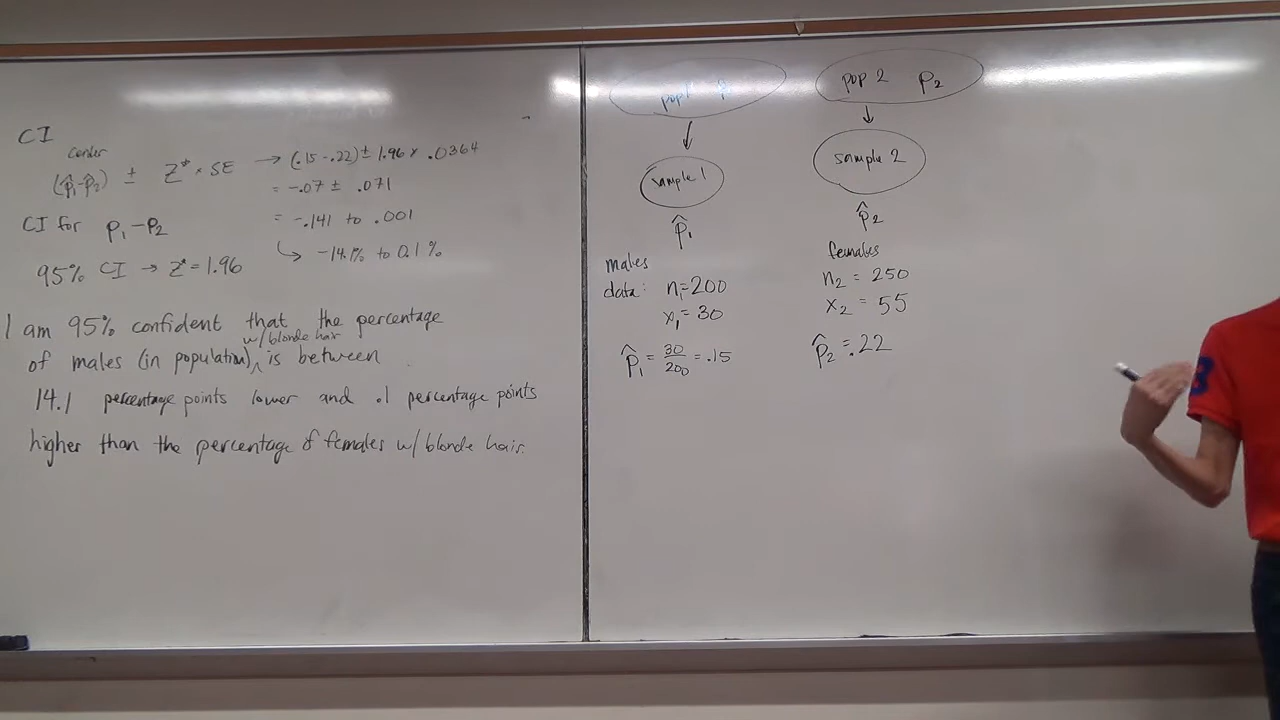 CI
center
(p̂₁-p̂₂) ± Z* × SE → (.15 - .22) ± 1.96 × .0364
= -.07 ± .071
CI for p₁-p₂
= -.141 to .001
↳ -14.1% to 0.1%
95% CI → Z* = 1.96
I am 95% confident that the percentage
w/ blonde hair
of males (in population) ^ is between
14.1 percentage points lower and .1 percentage points
higher than the percentage of females w/ blonde hair.
pop 1 p
sample 1
p̂₁
males
data: n₁=200
x₁=30
p̂₁ = 30/200 = .15
pop 2 p₂
sample 2
p̂₂
females
n₂ = 250
x₂ = 55
p̂₂ = .22
3